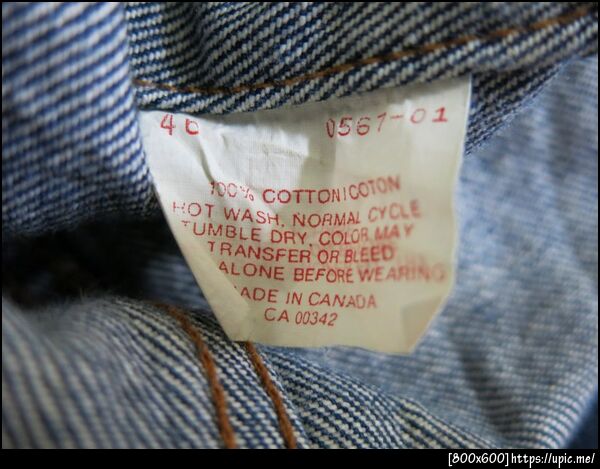 46 0567-01
100% COTTON|COTON
HOT WASH, NORMAL CYCLE
TUMBLE DRY, COLOR MAY
TRANSFER OR BLEED
ALONE BEFORE WEARING
ADE IN CANADA
CA 00342
[800x600]https://upic.me/